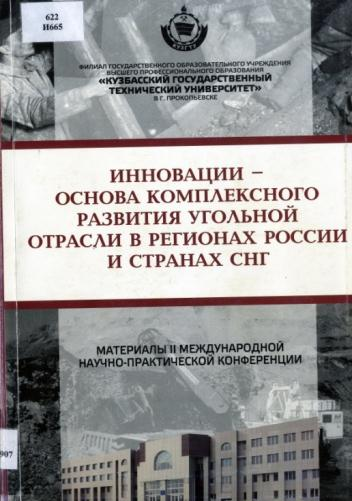 622
И665
КузГТУ
ФИЛИАЛ ГОСУДАРСТВЕННОГО ОБРАЗОВАТЕЛЬНОГО УЧРЕЖДЕНИЯ
ВЫСШЕГО ПРОФЕССИОНАЛЬНОГО ОБРАЗОВАНИЯ
«КУЗБАССКИЙ ГОСУДАРСТВЕННЫЙ
ТЕХНИЧЕСКИЙ УНИВЕРСИТЕТ»
В Г. ПРОКОПЬЕВСКЕ
ИННОВАЦИИ –
ОСНОВА КОМПЛЕКСНОГО
РАЗВИТИЯ УГОЛЬНОЙ
ОТРАСЛИ В РЕГИОНАХ РОССИИ
И СТРАНАХ СНГ
МАТЕРИАЛЫ II МЕЖДУНАРОДНОЙ
НАУЧНО-ПРАКТИЧЕСКОЙ КОНФЕРЕНЦИИ
907